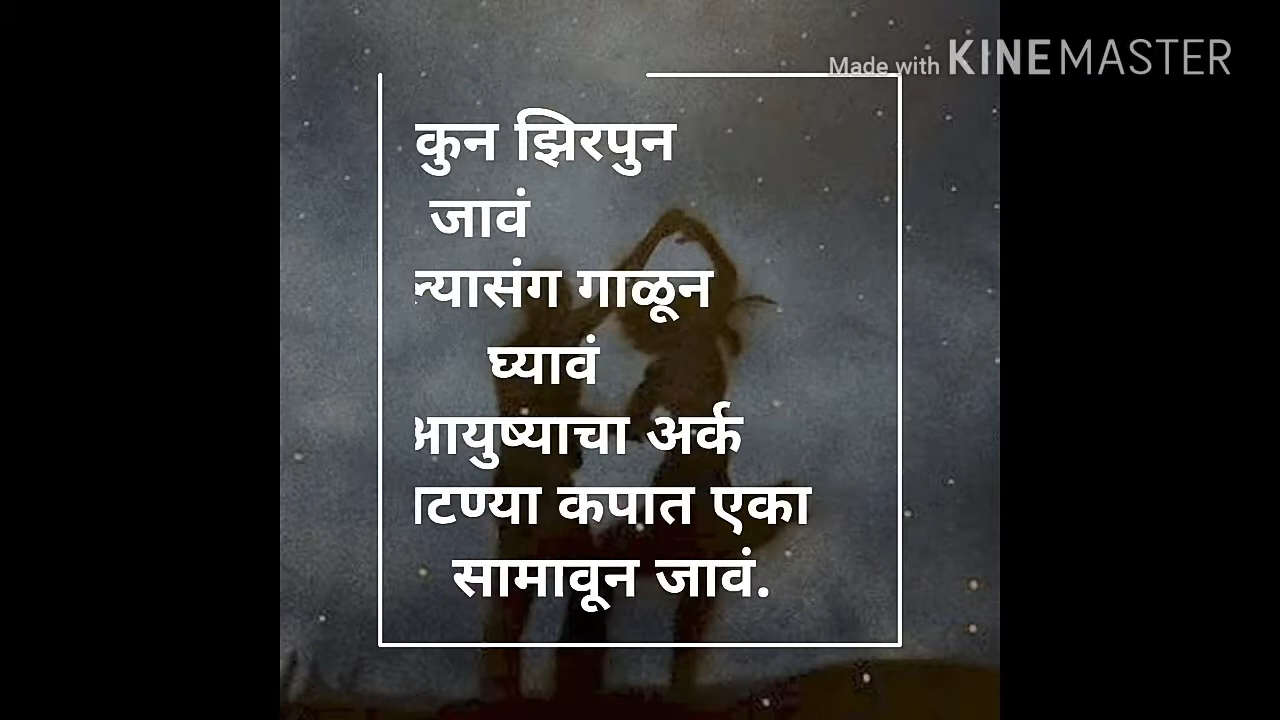 Made with KINEMASTER
कुन झिरपुन
जावं
न्यासंग गाळून
घ्यावं
आयुष्याचा अर्क
ाटण्या कपात एका
सामावून जावं.